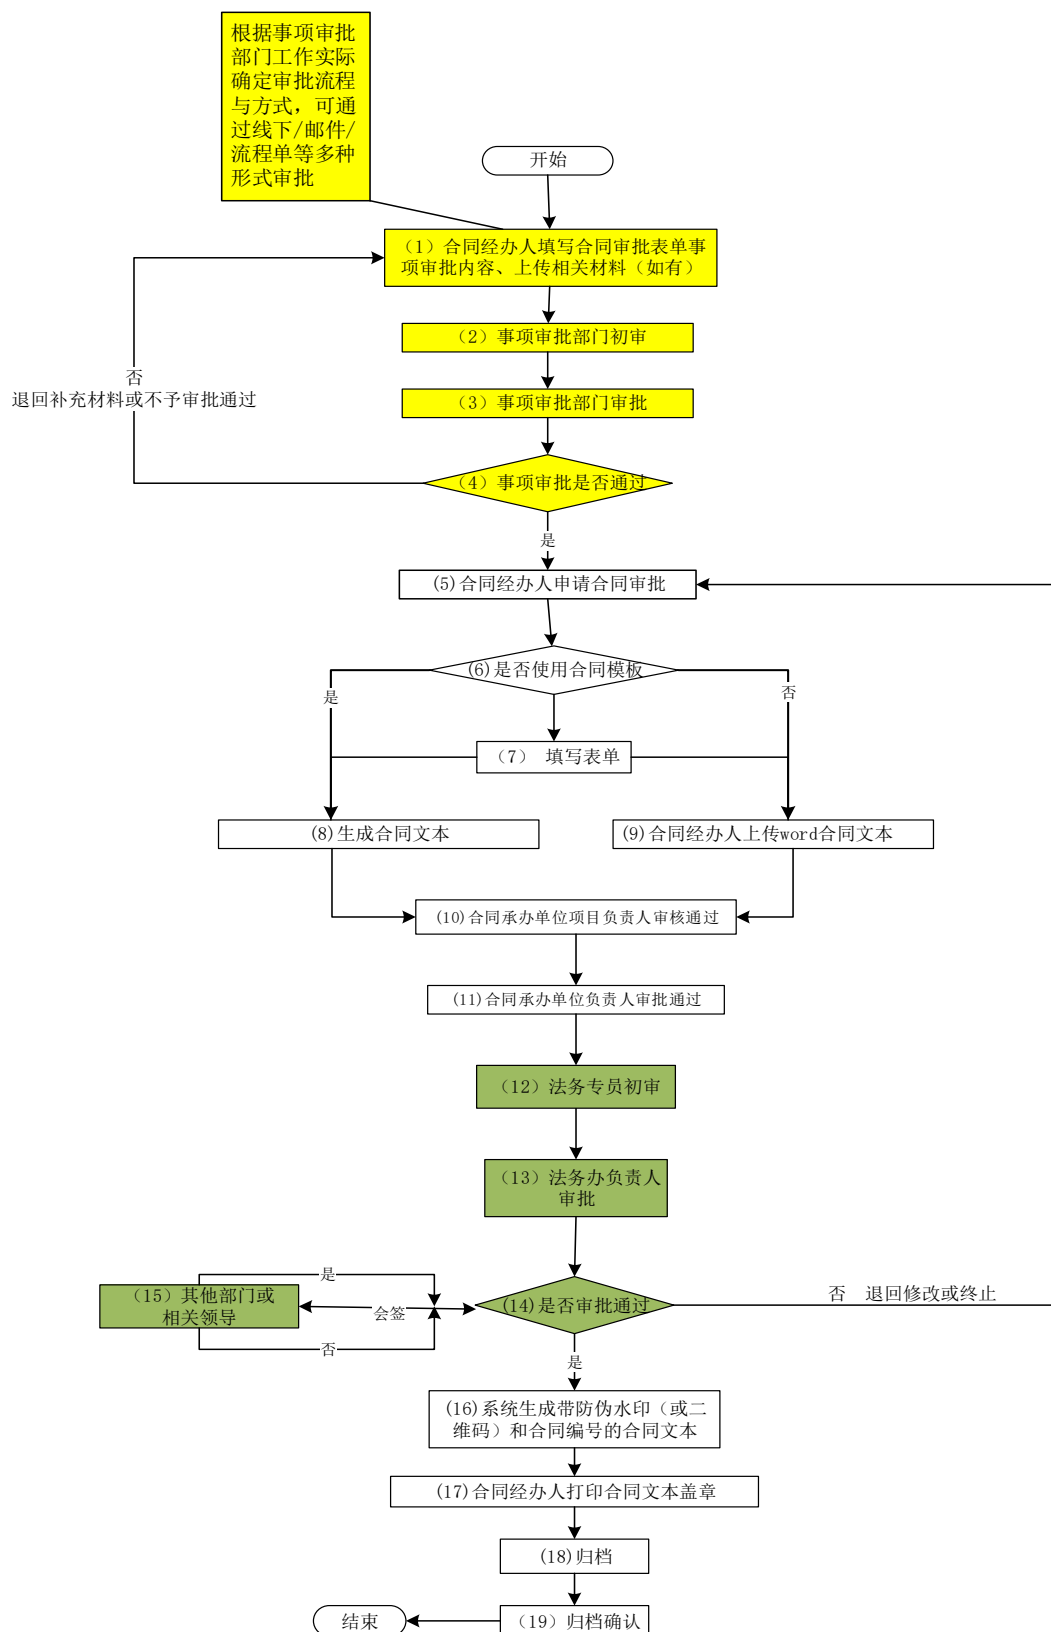 根据事项审批
部门工作实际
确定审批流程
与方式，可通
过线下/邮件/
流程单等多种
形式审批
开始
（1）合同经办人填写合同审批表单事
项审批内容、上传相关材料（如有）
（2）事项审批部门初审
否
退回补充材料或不予审批通过
（3）事项审批部门审批
（4）事项审批是否通过
是
(5)合同经办人申请合同审批
(6)是否使用合同模板
是
否
（7） 填写表单
(8)生成合同文本
(9)合同经办人上传word合同文本
(10)合同承办单位项目负责人审核通过
(11)合同承办单位负责人审批通过
（12）法务专员初审
（13）法务办负责人
审批
是
（15）其他部门或
相关领导
会签
否
(14)是否审批通过
否 退回修改或终止
是
(16)系统生成带防伪水印（或二
维码）和合同编号的合同文本
(17)合同经办人打印合同文本盖章
(18)归档
（19）归档确认
结束